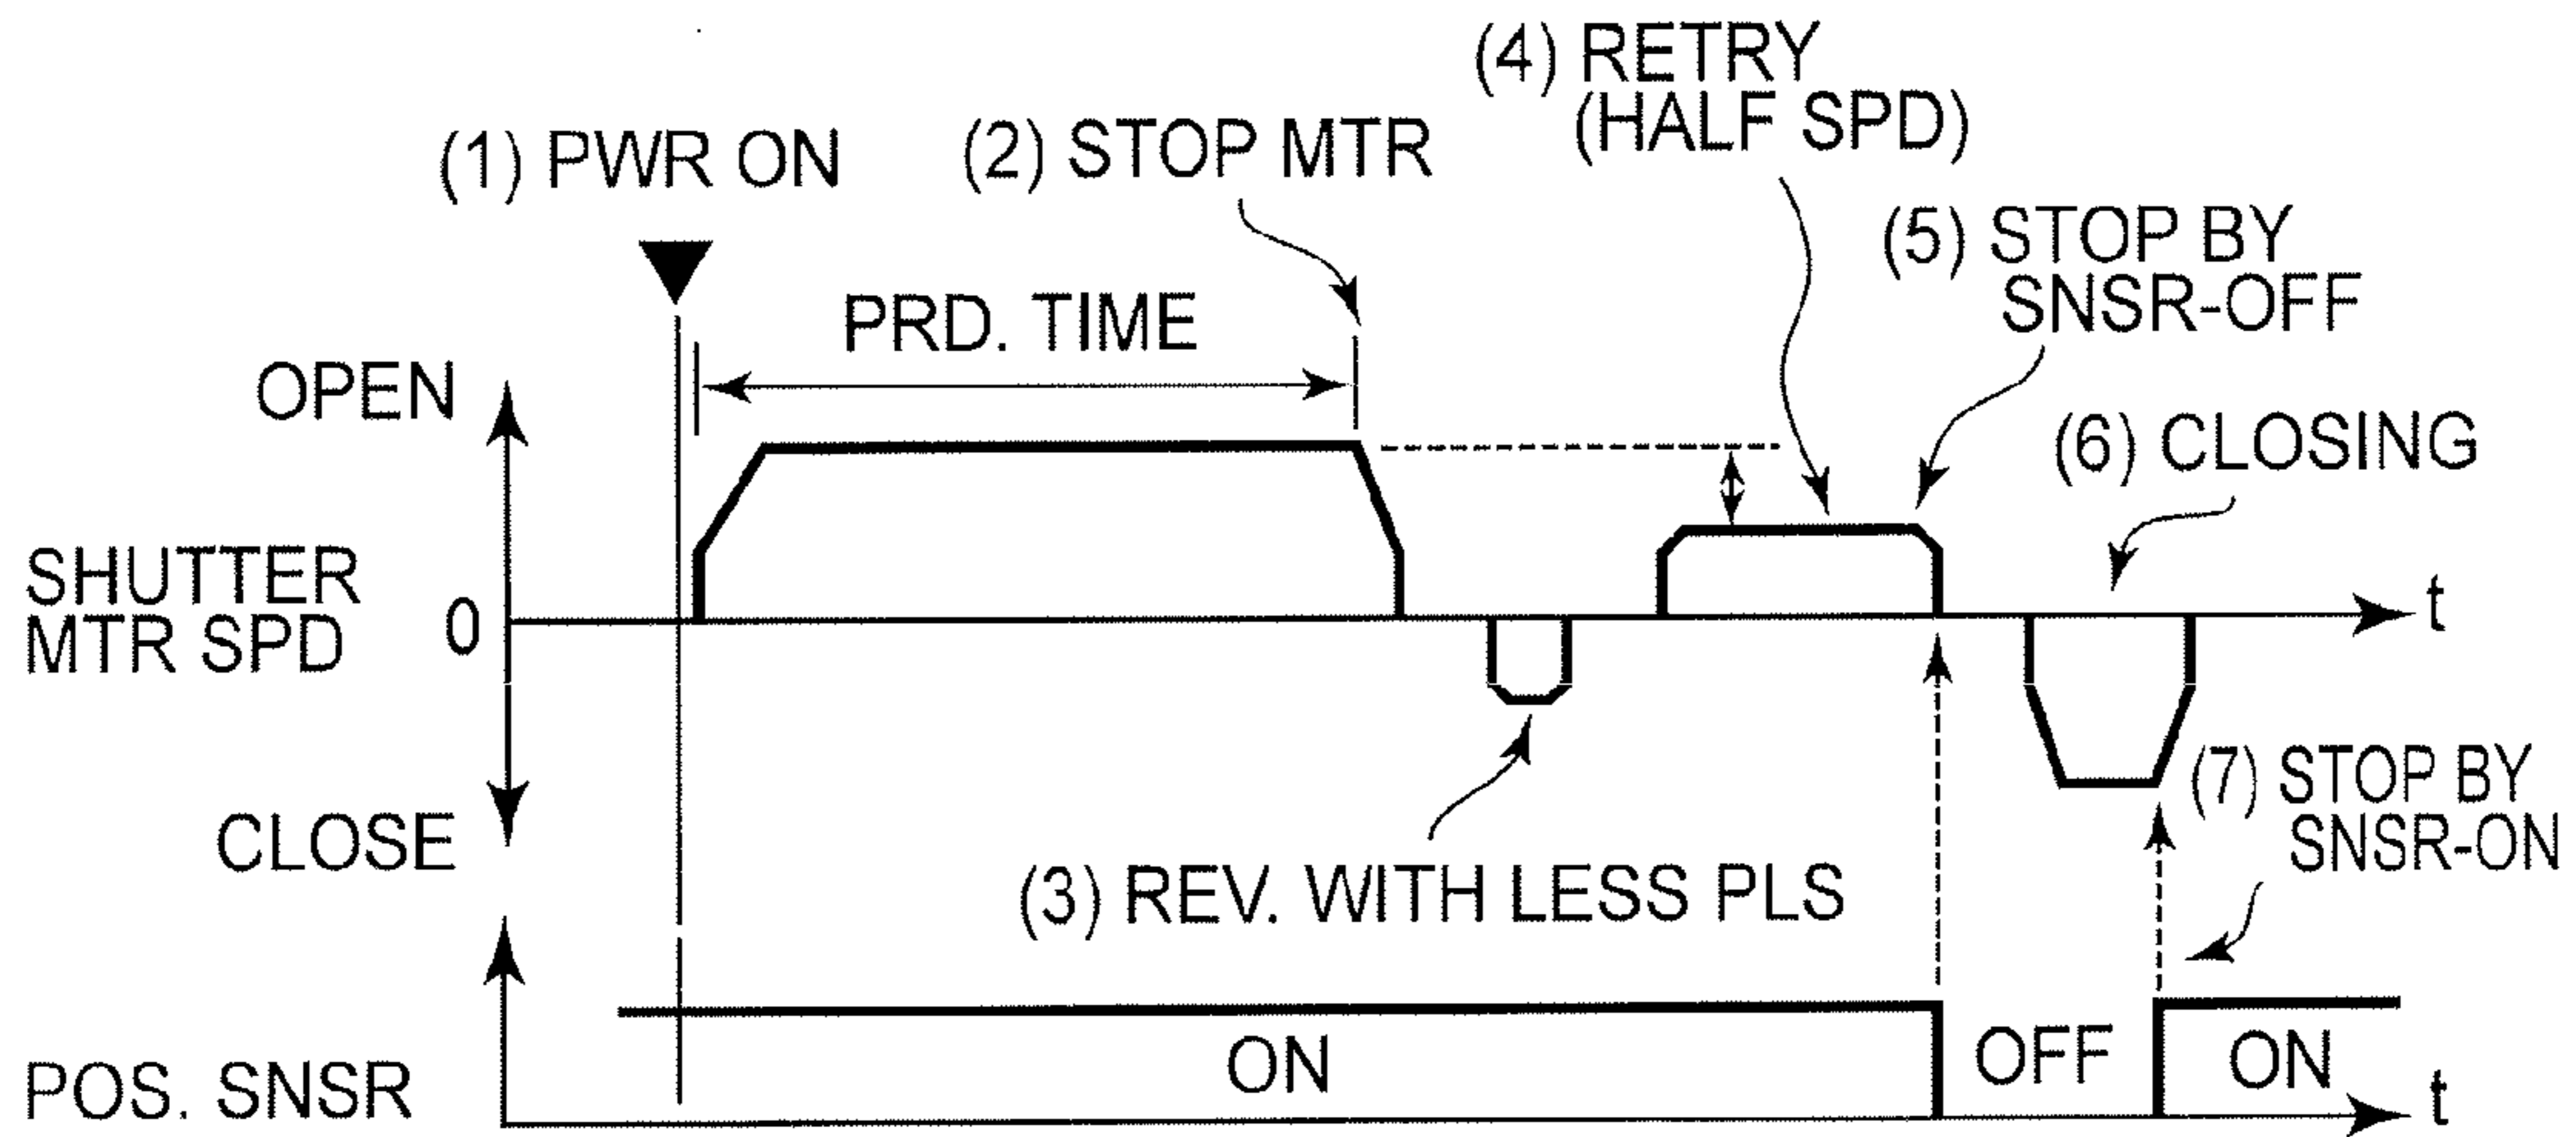 (4) RETRY
(HALF SPD)
(1) PWR ON
(2) STOP MTR
(5) STOP BY
SNSR-OFF
PRD. TIME
OPEN
(6) CLOSING
SHUTTER
MTR SPD
0
t
CLOSE
(7) STOP BY
SNSR-ON
(3) REV. WITH LESS PLS
POS. SNSR
ON
OFF
ON
t